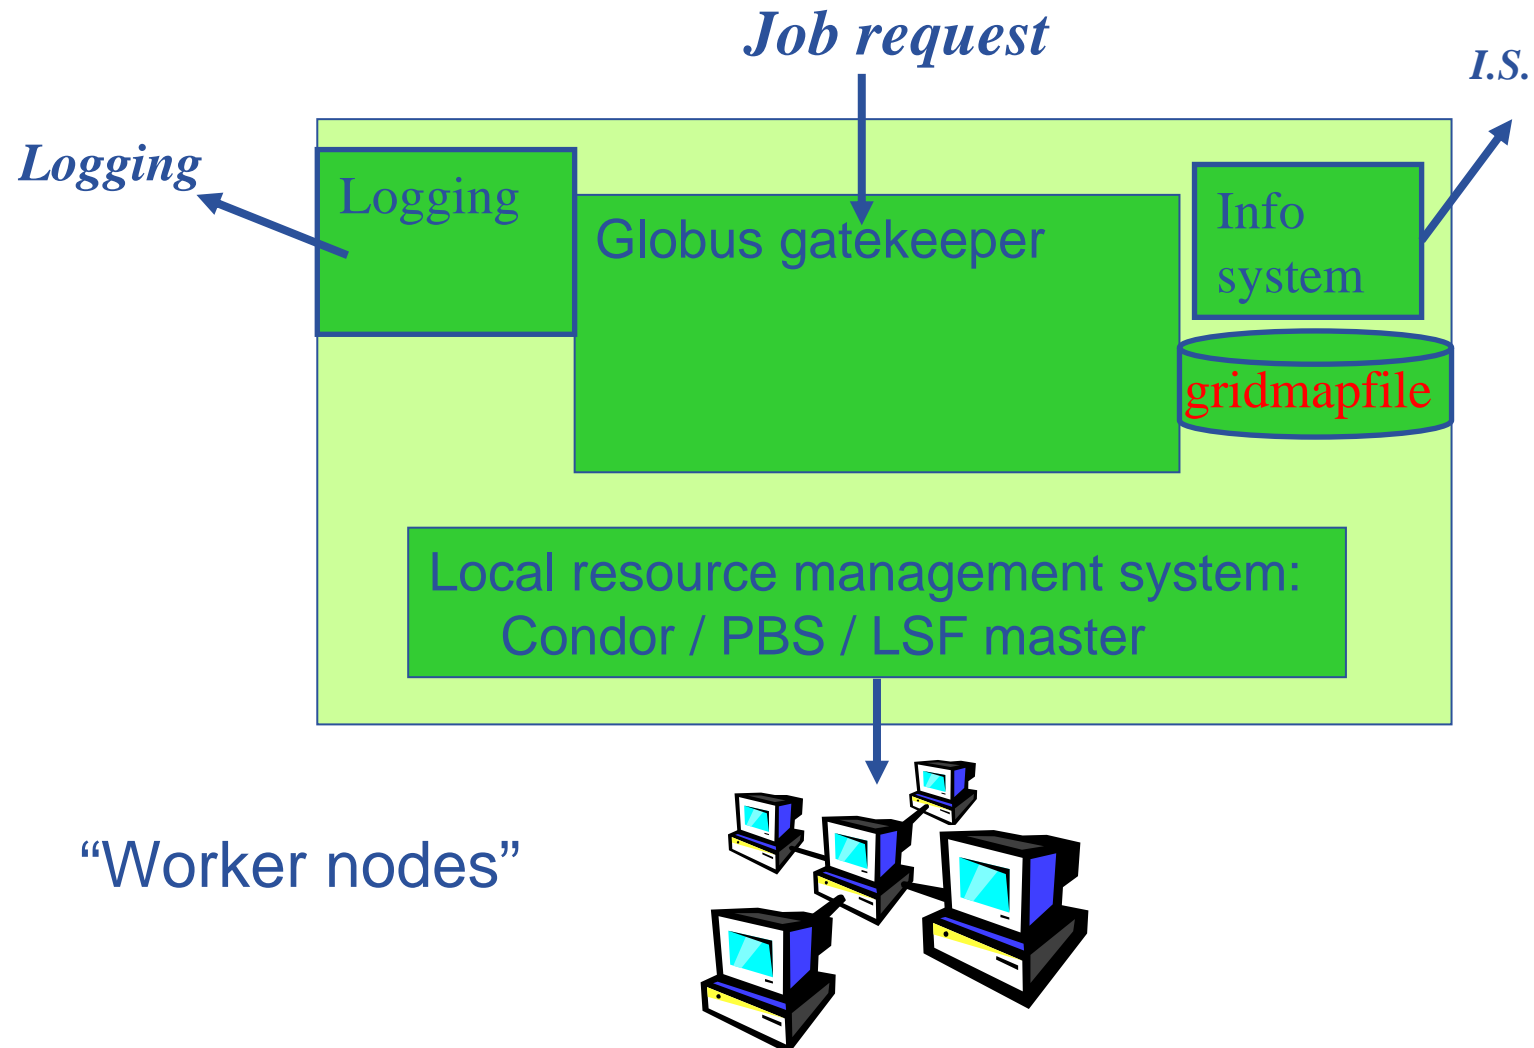 Job request
I.S.
Logging
Logging
Globus gatekeeper
Info
system
gridmapfile
Local resource management system:
Condor / PBS / LSF master
“Worker nodes”